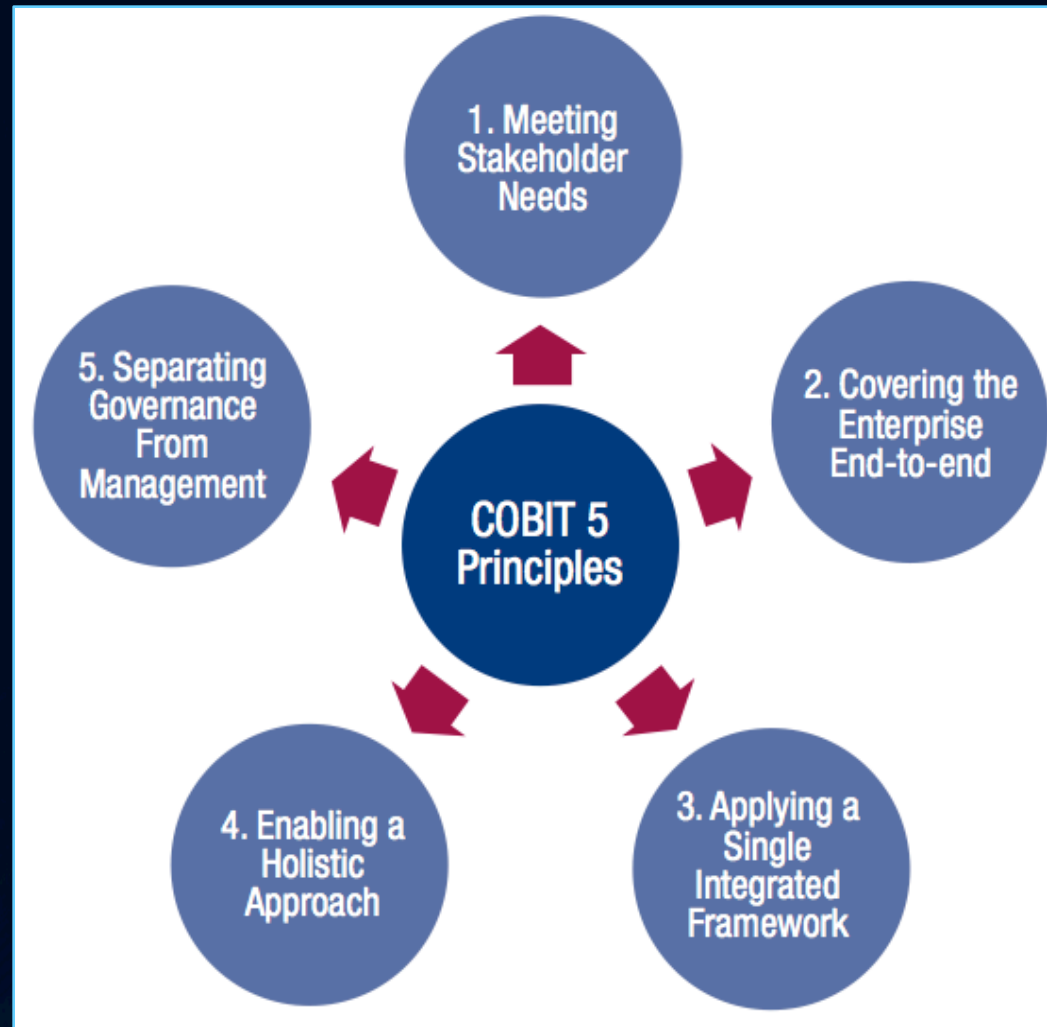 1. Meeting
Stakeholder
Needs
5. Separating
Governance
From
Management
2. Covering the
Enterprise
End-to-end
COBIT 5
Principles
4. Enabling a
Holistic
Approach
3. Applying a
Single
Integrated
Framework